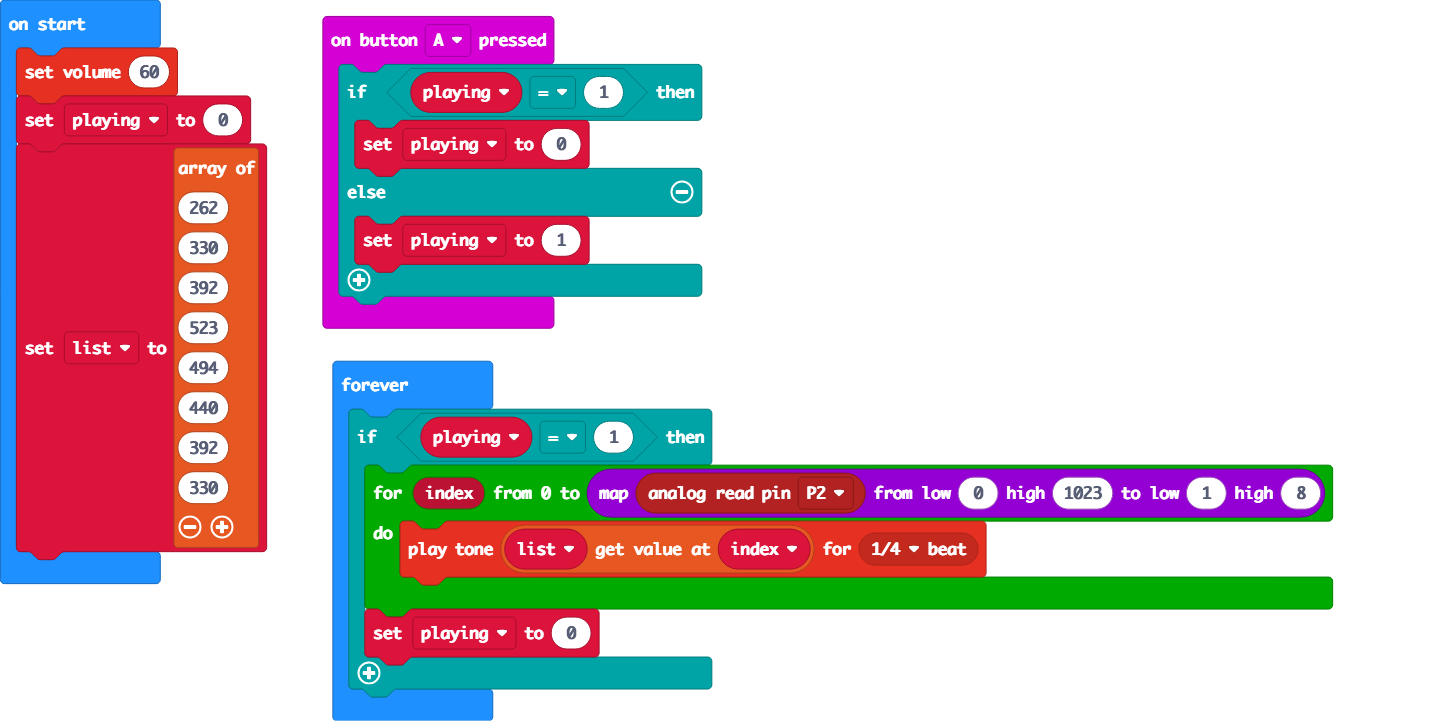 on start
set volume 60
set playing to 0
set list to
array of
262
330
392
523
494
440
392
330
on button A pressed
if playing = 1 then
set playing to 0
else
set playing to 1
forever
if playing = 1 then
for index from 0 to map analog read pin P2 from low 0 high 1023 to low 1 high 8
do
play tone list get value at index for 1/4 beat
set playing to 0